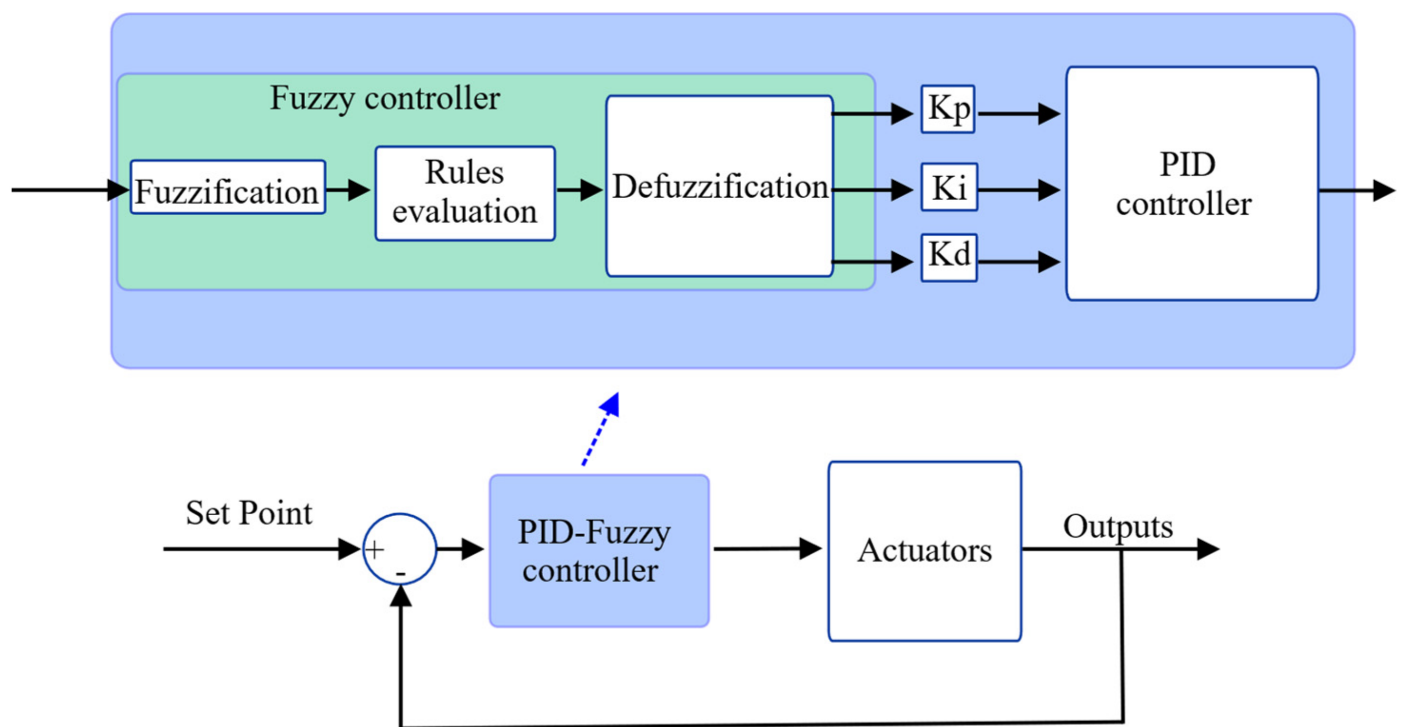 Fuzzy controller
Fuzzification
Rules
evaluation
Defuzzification
Kp
Ki
Kd
PID
controller
Set Point
+
-
PID-Fuzzy
controller
Actuators
Outputs